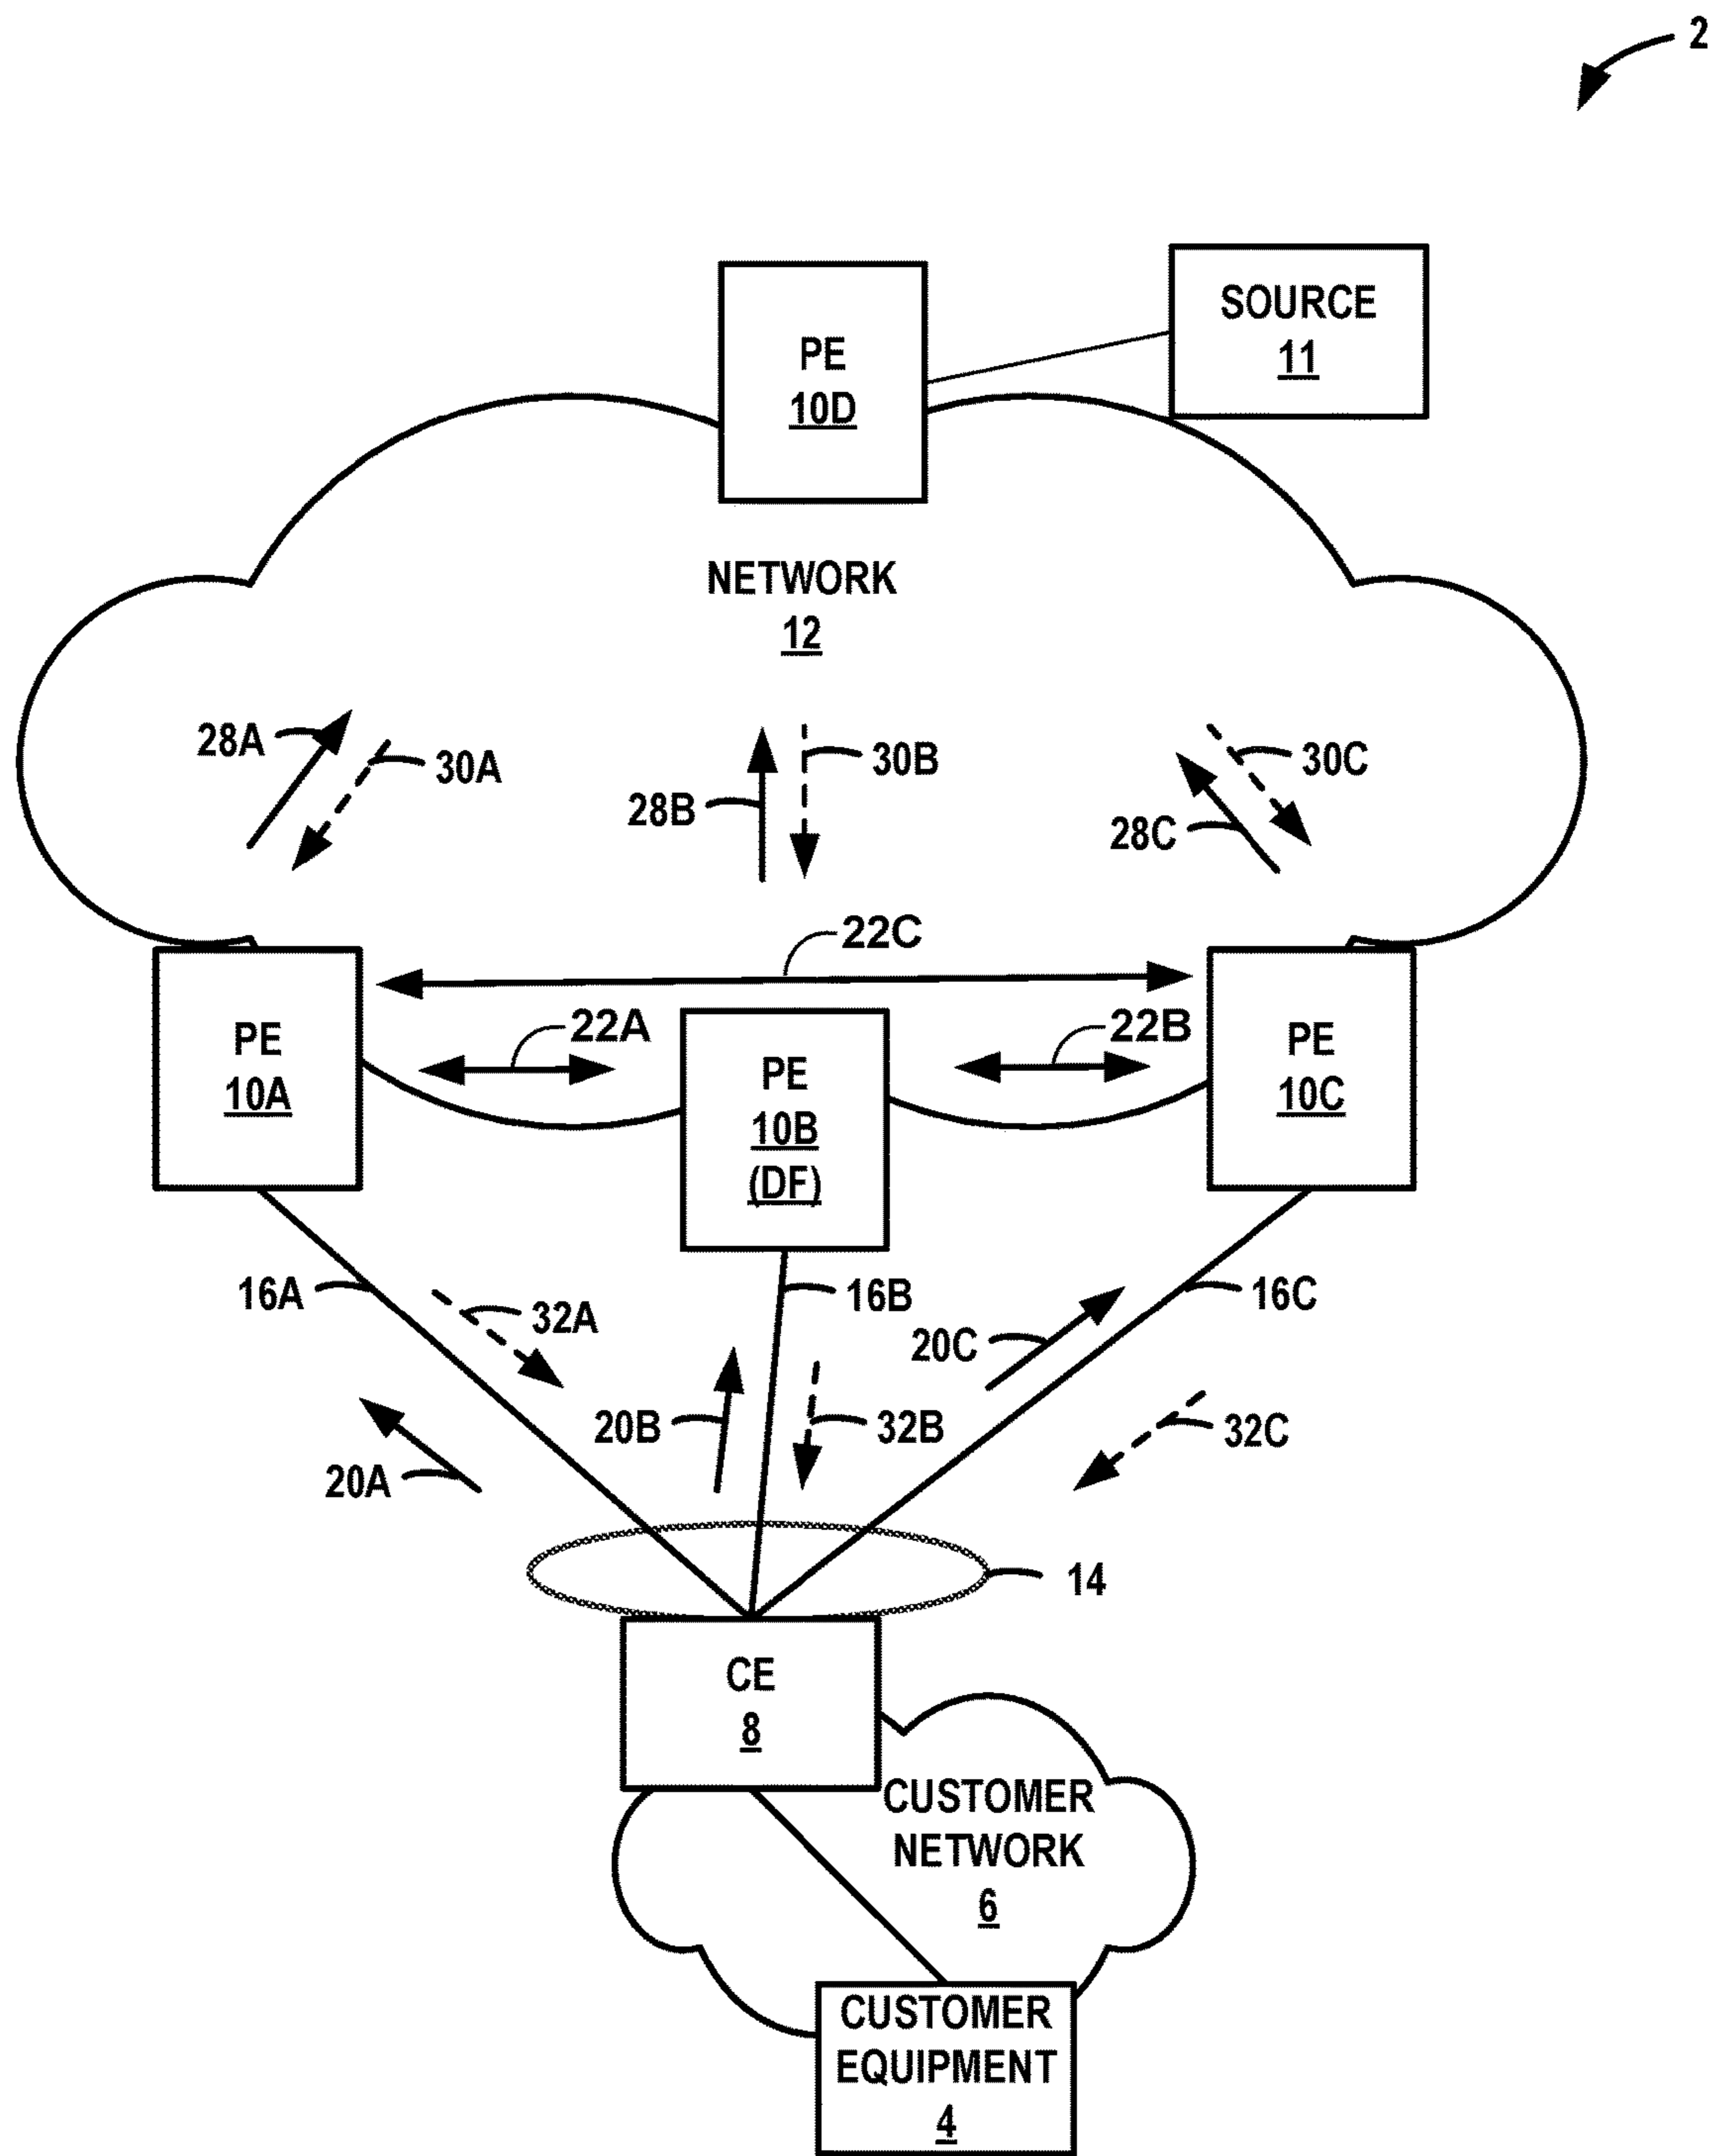 2
SOURCE
11
PE
10D
NETWORK
12
28A
30A
28B
30B
30C
28C
22C
22A
22B
PE
10A
PE
10B
(DF)
PE
10C
16A
32A
16B
16C
20C
20B
32B
32C
20A
14
CE
8
CUSTOMER
NETWORK
6
CUSTOMER
EQUIPMENT
4